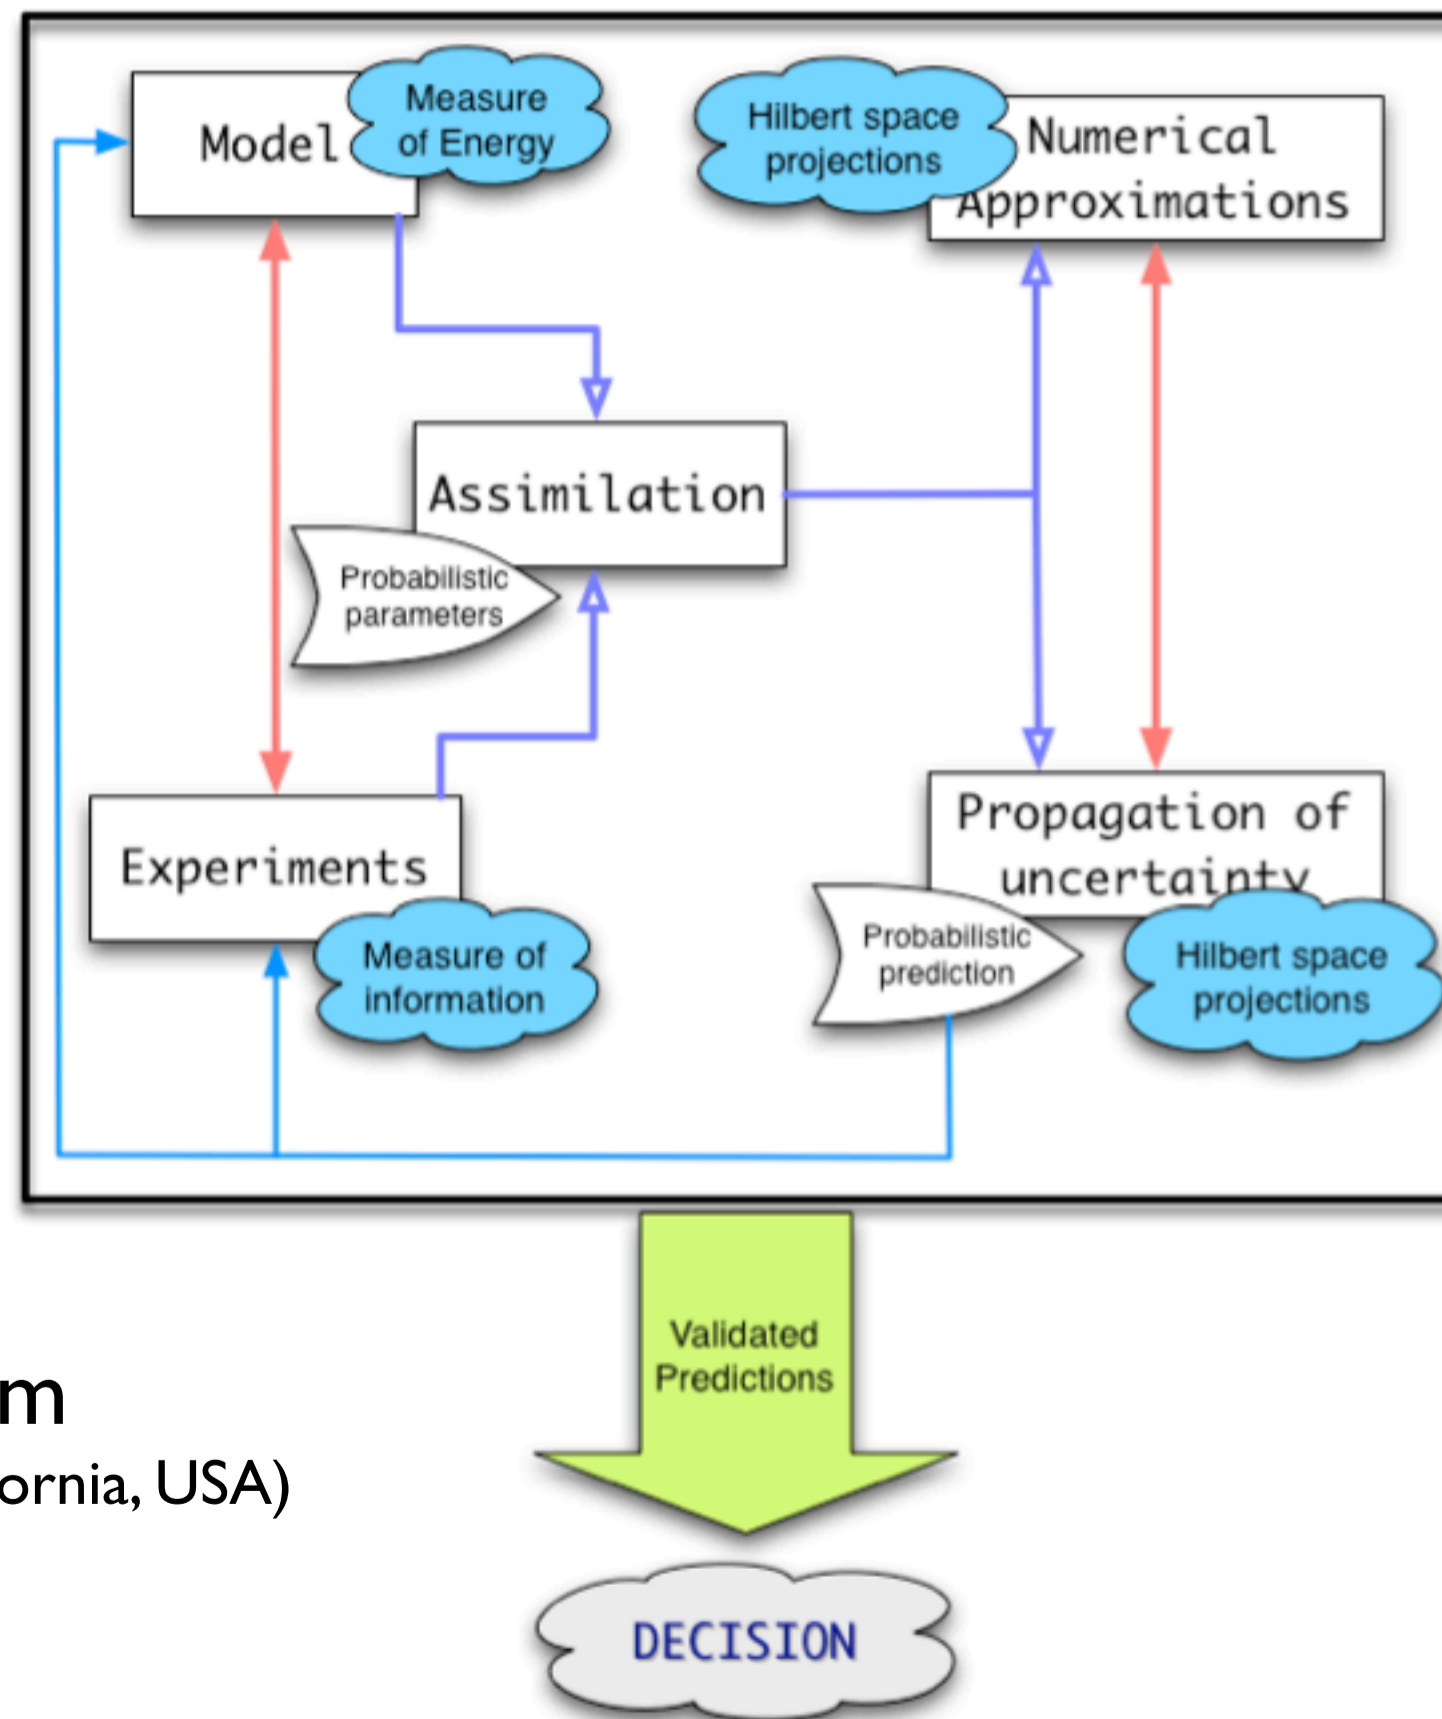 Model
Measure
of Energy
Hilbert space
projections
Numerical
Approximations
Assimilation
Probabilistic
parameters
Experiments
Measure of
information
Propagation of
uncertainty
Probabilistic
prediction
Hilbert space
projections
Validated
Predictions
m
ornia, USA)
DECISION